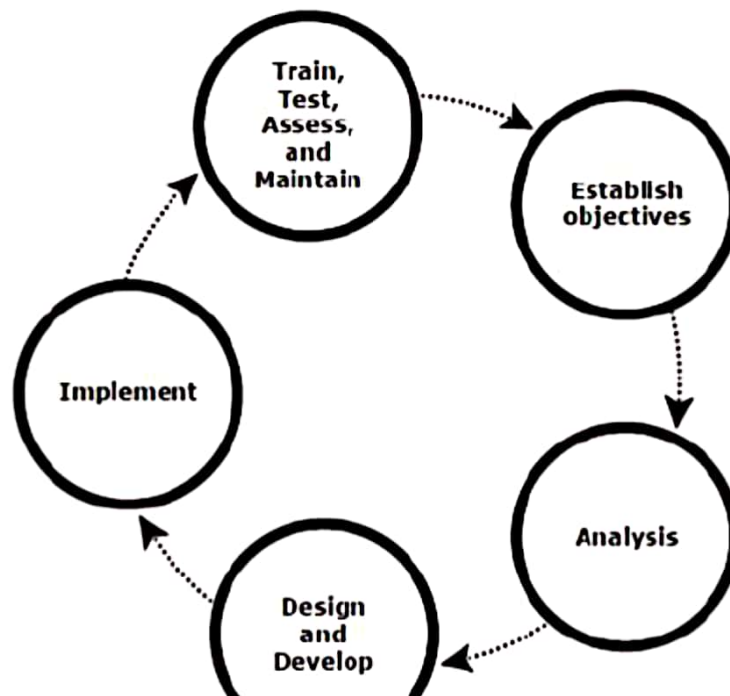 Train,
Test,
Assess,
and
Maintain
Establish
objectives
Analysis
Design
and
Develop
Implement